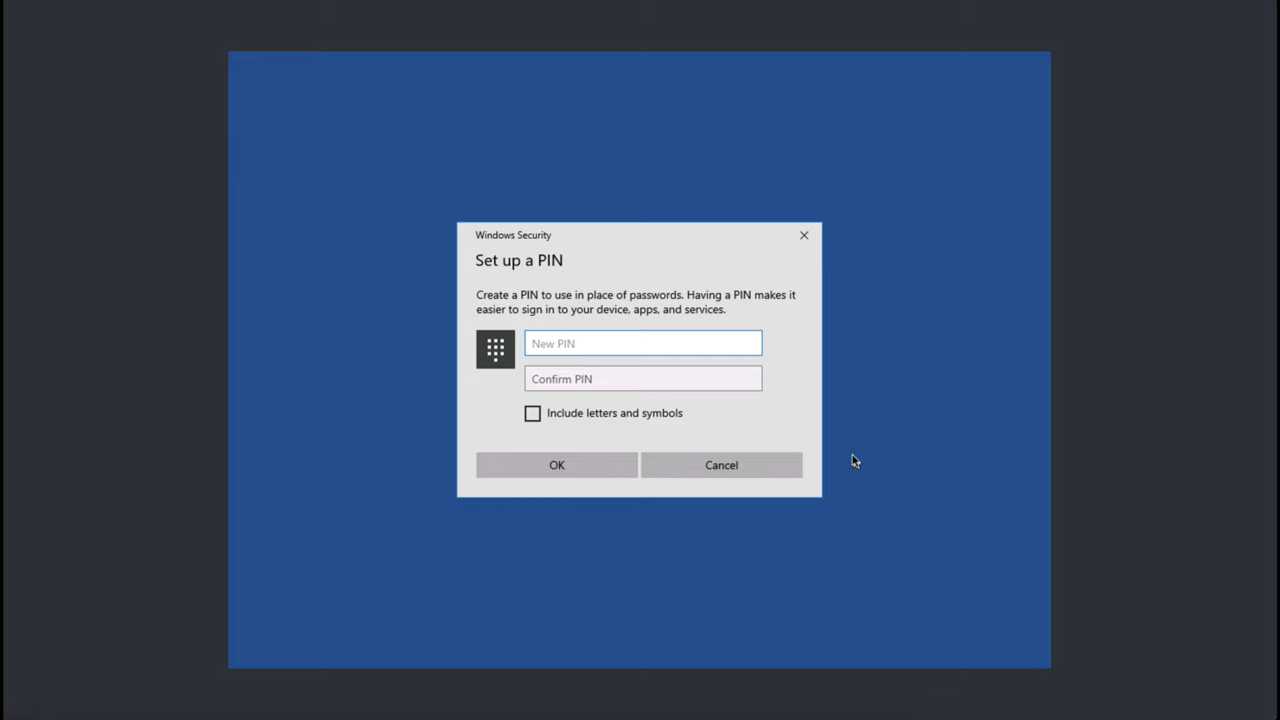 Windows Security
Set up a PIN
Create a PIN to use in place of passwords. Having a PIN makes it
easier to sign in to your device, apps, and services.
New PIN
Confirm PIN
Include letters and symbols
OK
Cancel